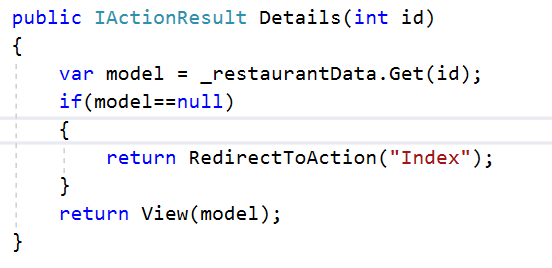 public IActionResult Details(int id)
{
    var model = _restaurantData.Get(id);
    if(model==null)
    {
        return RedirectToAction("Index");
    }
    return View(model);
}